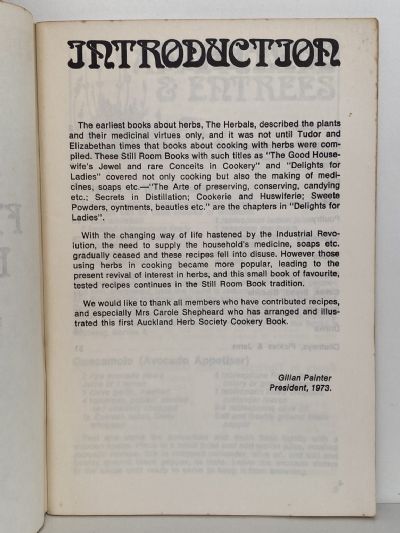 INTRODUCTION
The earliest books about herbs, The Herbals, described the plants
and their medicinal virtues only, and it was not until Tudor and
Elizabethan times that books about cooking with herbs were com-
piled. These Still Room Books with such titles as "The Good House-
wife's Jewel and rare Conceits in Cookery" and "Delights for
Ladies" covered not only cooking but also the making of medi-
cines, soaps etc.—"The Arte of preserving, conserving, candying
etc.; Secrets in Distillation; Cookerie and Huswiferie; Sweete
Powders, oyntments, beauties etc." are the chapters in "Delights for
Ladies".
With the changing way of life hastened by the Industrial Revo-
lution, the need to supply the household's medicine, soaps etc.
gradually ceased and these recipes fell into disuse. However those
using herbs in cooking became more popular, leading to the
present revival of interest in herbs, and this small book of favourite,
tested recipes continues in the Still Room Book tradition.
We would like to thank all members who have contributed recipes,
and especially Mrs Carole Shepheard who has arranged and illus-
trated this first Auckland Herb Society Cookery Book.
Gilian Painter
President, 1973.